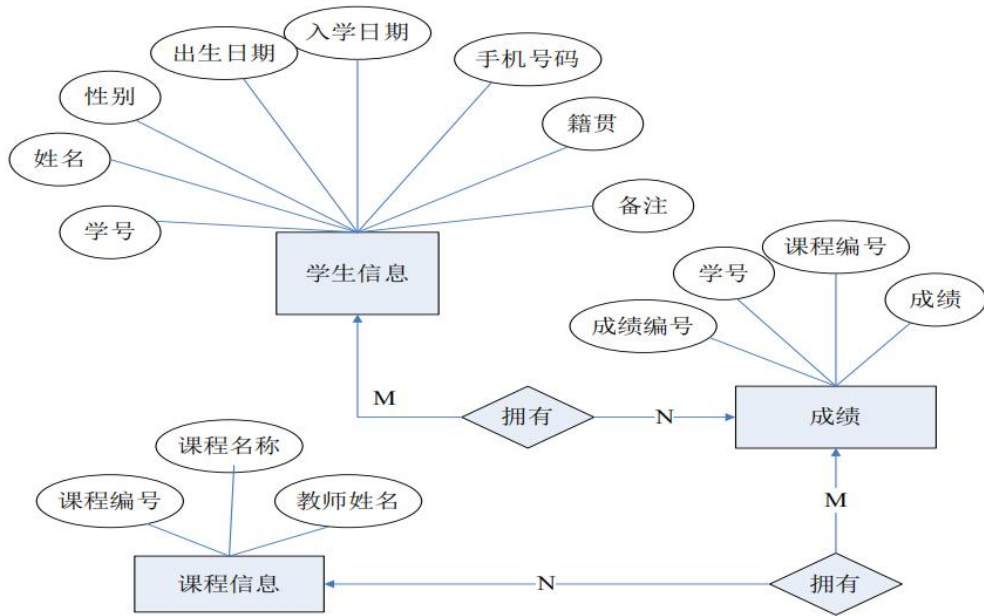 入学日期
出生日期
手机号码
性别
籍贯
姓名
备注
学号
学生信息
课程编号
学号
成绩
成绩编号
M
拥有
N
成绩
课程名称
课程编号
教师姓名
M
课程信息
N
拥有